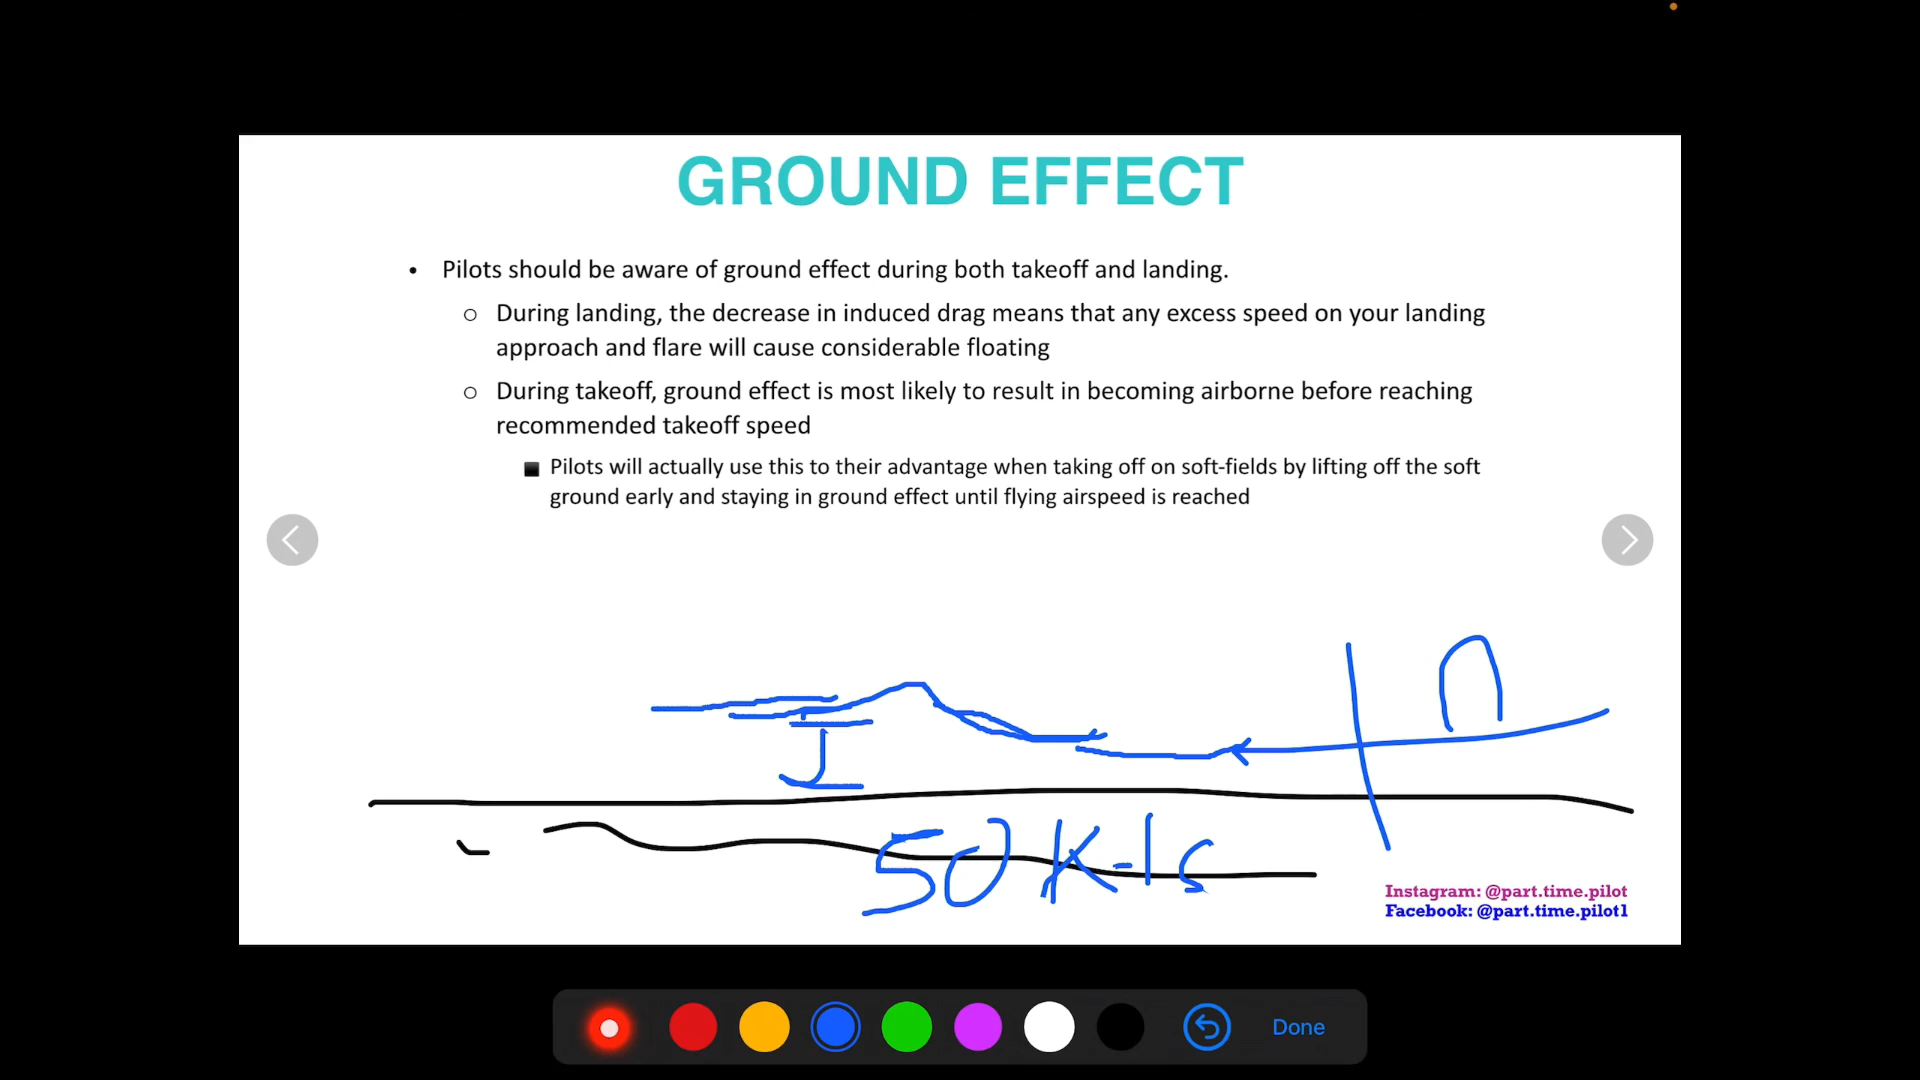 GROUND EFFECT
• Pilots should be aware of ground effect during both takeoff and landing.
○ During landing, the decrease in induced drag means that any excess speed on your landing
approach and flare will cause considerable floating
○ During takeoff, ground effect is most likely to result in becoming airborne before reaching
recommended takeoff speed
■ Pilots will actually use this to their advantage when taking off on soft-fields by lifting off the soft
ground early and staying in ground effect until flying airspeed is reached
50 Kts
Instagram: @part.time.pilot
Facebook: @part.time.pilot1
Done